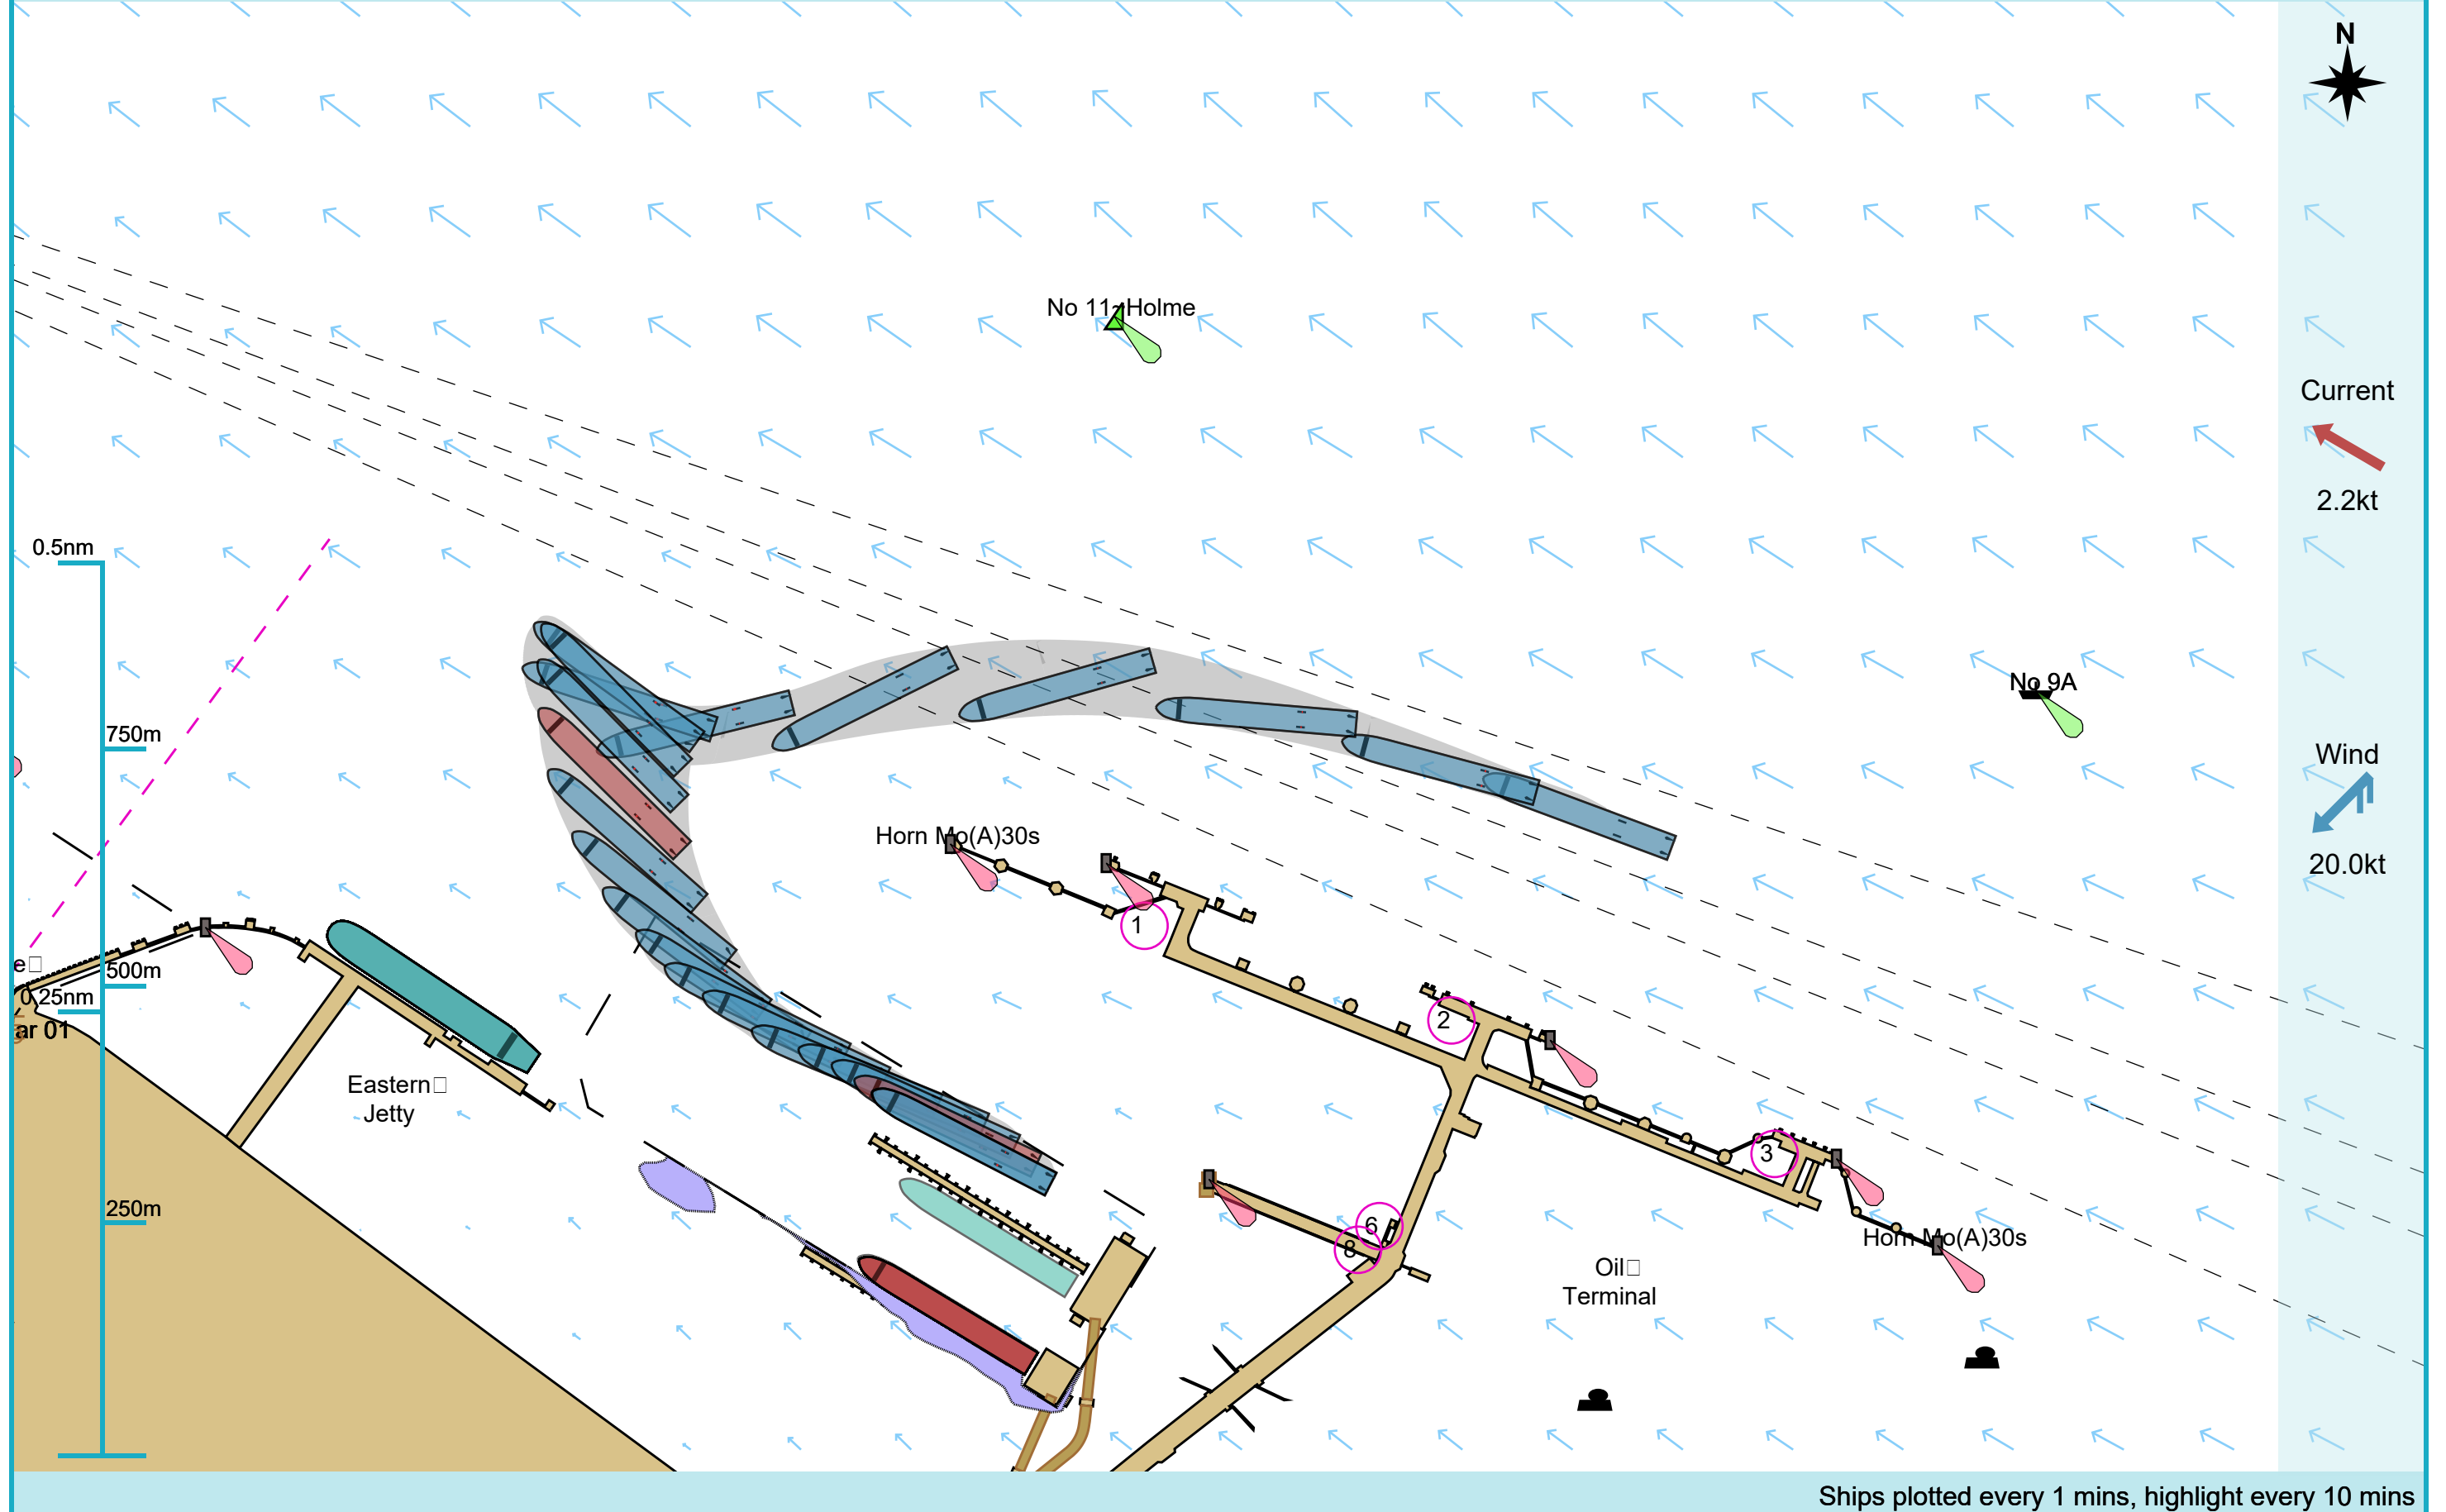 N
No 11 Holme
Current
2.2kt
0.5nm
No 9A
750m
Wind
20.0kt
Horn Mo(A)30s
1
e
500m
0.25nm
ar 01
2
Eastern
Jetty
3
250m
6
8
Horn Mo(A)30s
Oil
Terminal
Ships plotted every 1 mins, highlight every 10 mins